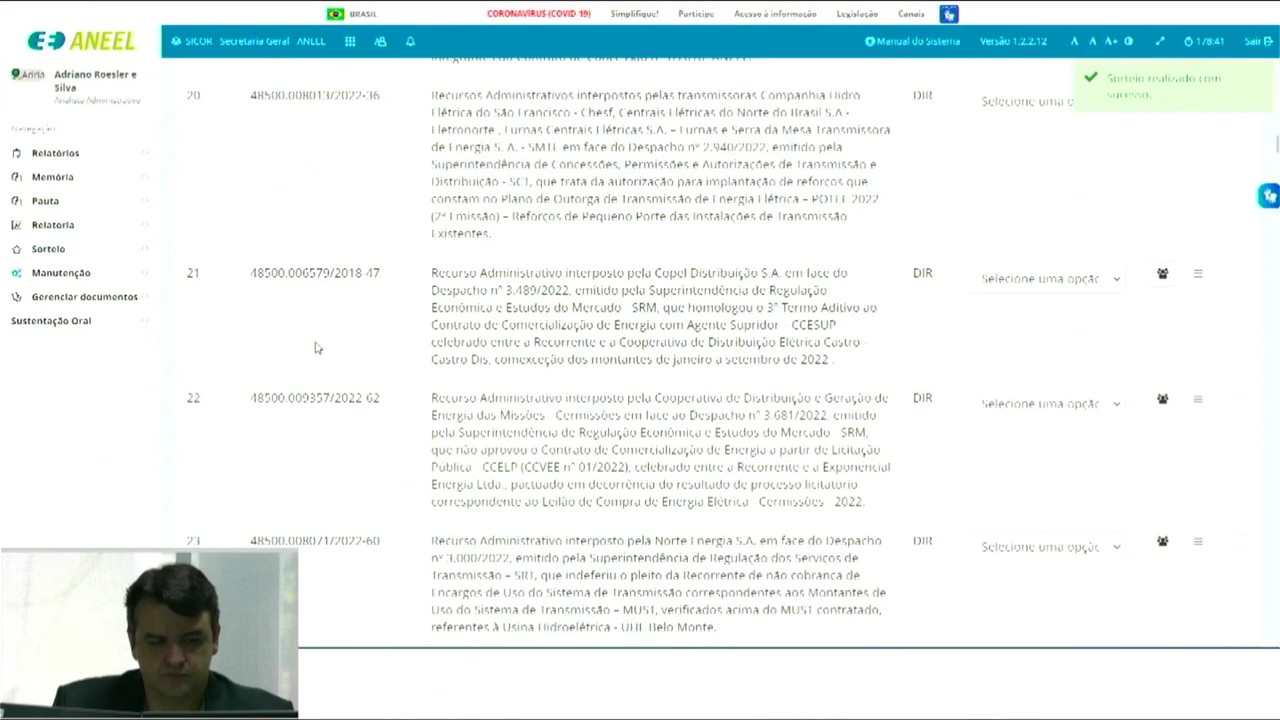 BRASIL
CORONAVÍRUS (COVID-19)
Simplifique!
Participe
Acesso à informação
Legislação
Canais
ANEEL
SICOR
Secretaria Geral
ANEEL
Manual do Sistema
Versão 1.2.2.12
A
A
A+
178:41
Sair
Adriano Roesler e
Silva
Analista Administrativo
Navegação
Relatórios
Memória
Pauta
Relatoria
Sorteio
Manutenção
Gerenciar documentos
Sustentação Oral
Sorteio realizado com
sucesso.
20
48500.008013/2022-36
Recursos Administrativos interpostos pelas transmissoras Companhia Hidro
Elétrica do São Francisco - Chesf, Centrais Elétricas do Norte do Brasil S.A -
Eletronorte , Furnas Centrais Elétricas S.A. – Furnas e Serra da Mesa Transmissora
de Energia S. A. - SMTE em face do Despacho nº 2.940/2022, emitido pela
Superintendência de Concessões, Permissões e Autorizações de Transmissão e
Distribuição - SCT, que trata da autorização para implantação de reforços que
constam no Plano de Outorga de Transmissão de Energia Elétrica – POTEE 2022
(2ª Emissão) – Reforços de Pequeno Porte das Instalações de Transmissão
Existentes.
DIR
Selecione uma o
21
48500.006579/2018-47
Recurso Administrativo interposto pela Copel Distribuição S.A. em face do
Despacho nº 3.489/2022, emitido pela Superintendência de Regulação
Econômica e Estudos do Mercado - SRM, que homologou o 3º Termo Aditivo ao
Contrato de Comercialização de Energia com Agente Supridor – CCESUP
celebrado entre a Recorrente e a Cooperativa de Distribuição Elétrica Castro –
Castro Dis, comexceção dos montantes de janeiro a setembro de 2022 .
DIR
Selecione uma opção
22
48500.009357/2022-62
Recurso Administrativo interposto pela Cooperativa de Distribuição e Geração de
Energia das Missões - Cermissões em face ao Despacho nº 3.681/2022, emitido
pela Superintendência de Regulação Econômica e Estudos do Mercado - SRM,
que não aprovou o Contrato de Comercialização de Energia a partir de Licitação
Pública - CCELP (CCVEE nº 01/2022), celebrado entre a Recorrente e a Exponencial
Energia Ltda., pactuado em decorrência do resultado de processo licitatório
correspondente ao Leilão de Compra de Energia Elétrica - Cermissões - 2022.
DIR
Selecione uma opção
23
48500.008071/2022-60
Recurso Administrativo interposto pela Norte Energia S.A. em face do Despacho
nº 3.000/2022, emitido pela Superintendência de Regulação dos Serviços de
Transmissão – SRT, que indeferiu o pleito da Recorrente de não cobrança de
Encargos de Uso do Sistema de Transmissão correspondentes aos Montantes de
Uso do Sistema de Transmissão – MUST, verificados acima do MUST contratado,
referentes à Usina Hidroelétrica - UHE Belo Monte.
DIR
Selecione uma opção